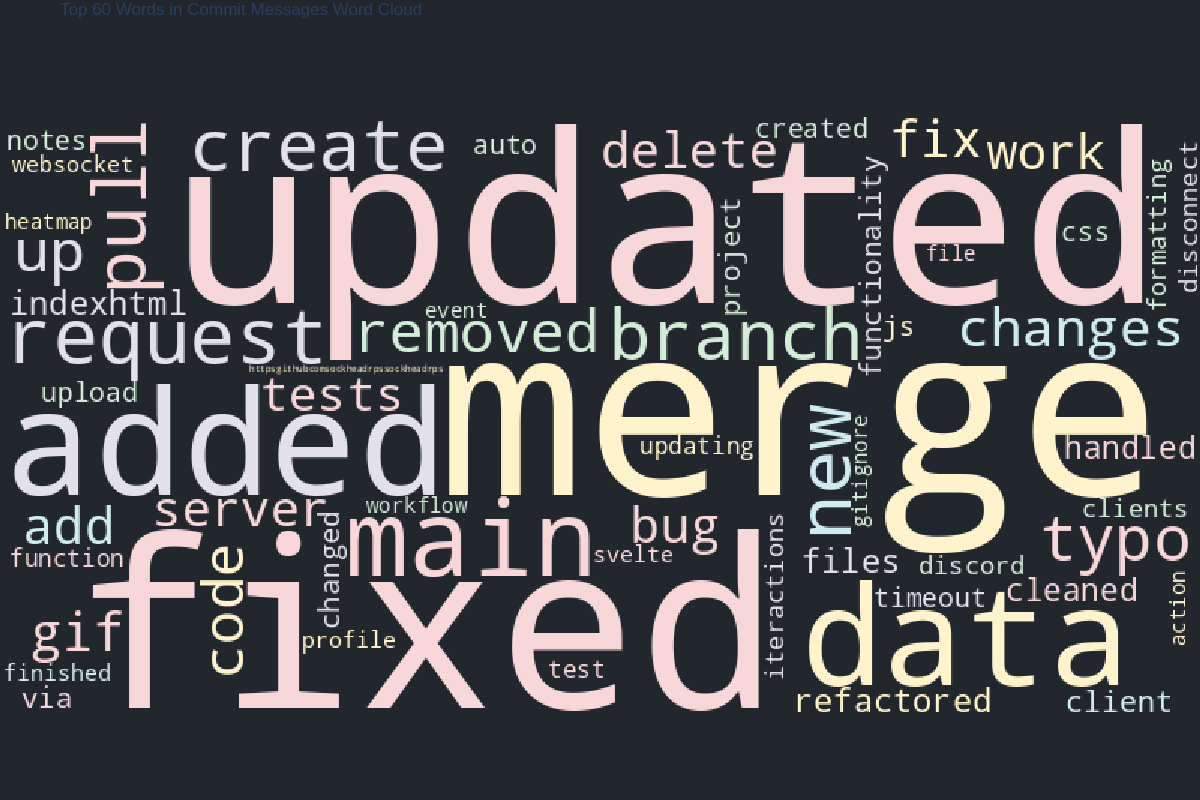 Top 60 Words in Commit Messages Word Cloud
notes
websocket
pull
create
auto
delete
created
fix
work
updated
heatmap
up
project
functionality
file
css
formatting
disconnect
indexhtml
request
event
removed
branch
js
changes
httpsgithubcomsockheadrpssockheadrps
upload
tests
added
merge
updating
new
gitignore
handled
server
workflow
add
function
code
changed
main
svelte
bug
iteractions
files
discord
clients
typo
fixed
timeout
cleaned
action
gif
profile
test
data
finished
via
refactored
client